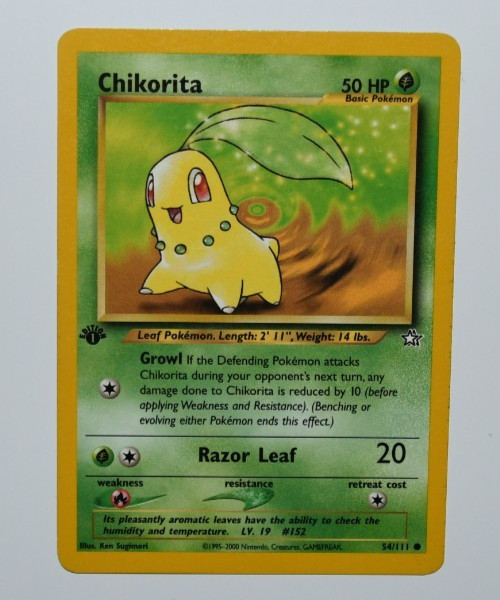 Chikorita
50 HP
Basic Pokémon
EDITION
1
Leaf Pokémon. Length: 2' 11", Weight: 14 lbs.
Growl If the Defending Pokémon attacks
Chikorita during your opponent's next turn, any
damage done to Chikorita is reduced by 10 (before
applying Weakness and Resistance). (Benching or
evolving either Pokémon ends this effect.)
Razor Leaf 20
weakness resistance retreat cost
Its pleasantly aromatic leaves have the ability to check the
humidity and temperature. LV. 19 #152
Illus. Ken Sugimori ©1995-2000 Nintendo, Creatures, GAMEFREAK. 54/111